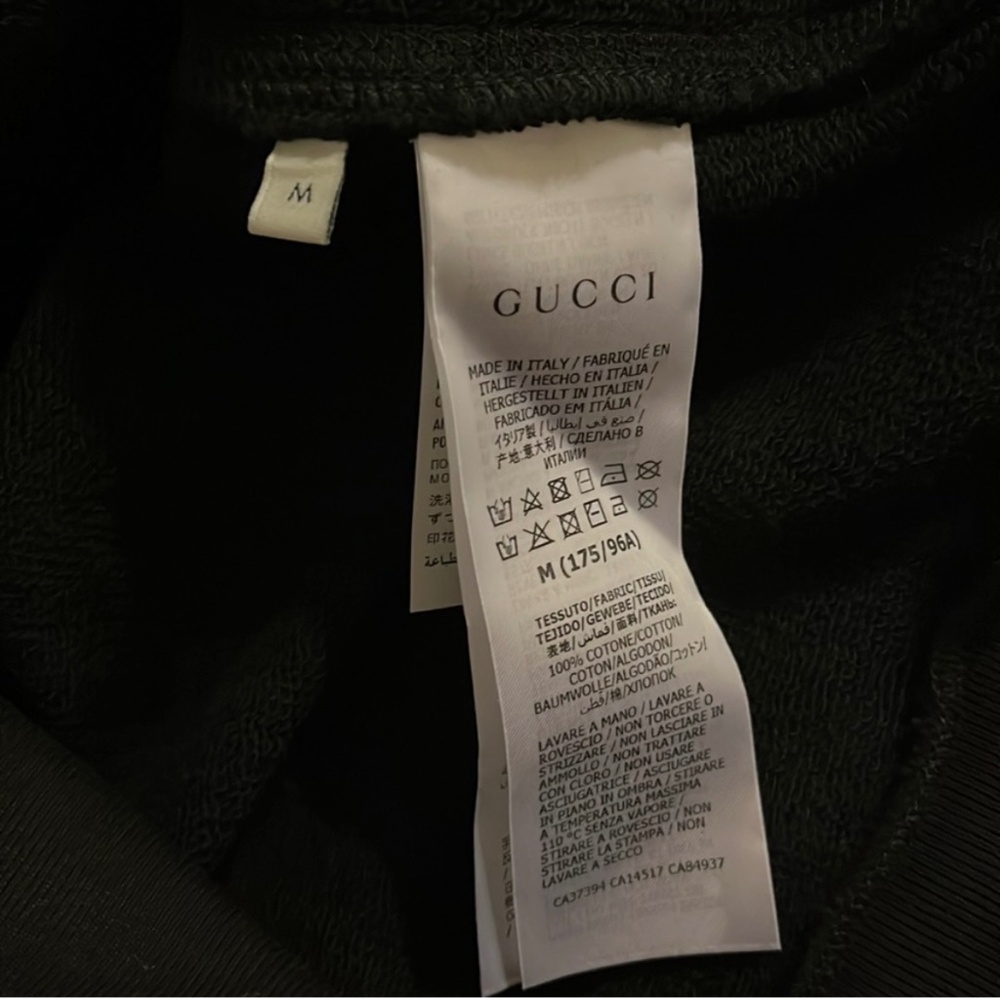 M
GUCCI
MADE IN ITALY / FABRIQUÉ EN
ITALIE / HECHO EN ITALIA /
HERGESTELLT IN ITALIEN /
FABRICADO EM ITÁLIA /
イタリア製 / صنع في إيطاليا /
产地:意大利 / СДЕЛАНО В
ИТАЛИИ
M (175/96A)
TESSUTO/FABRIC/TISSU/
TEJIDO/GEWEBE/TECIDO/
表地/قماش/面料/ТКАНЬ:
100% COTONE/COTTON/
COTON/ALGODON/
BAUMWOLLE/ALGODÃO/コットン/
قطن/棉/ХЛОПОК
LAVARE A MANO / LAVARE A
ROVESCIO / NON TORCERE O
STRIZZARE / NON LASCIARE IN
AMMOLLO / NON TRATTARE
CON CLORO / NON USARE
ASCIUGATRICE / ASCIUGARE
IN PIANO IN OMBRA / STIRARE
A TEMPERATURA MASSIMA
110 °C SENZA VAPORE /
STIRARE A ROVESCIO / NON
STIRARE LA STAMPA / NON
LAVARE A SECCO
CA37394 CA14517 CA84937